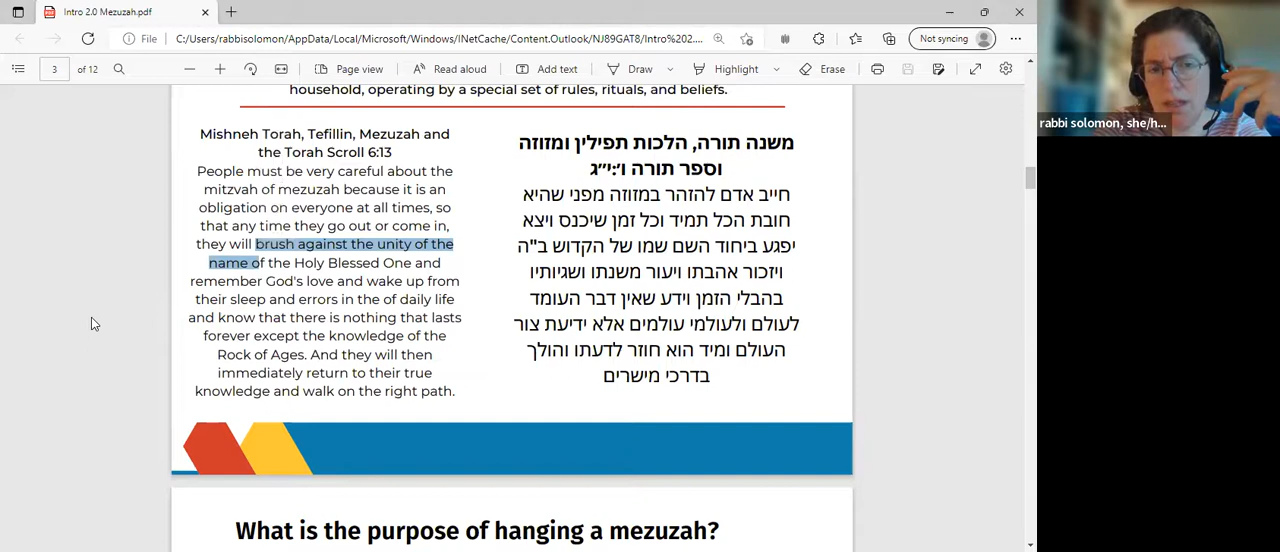 Intro 2.0 Mezuzah.pdf
File
C:/Users/rabbisolomon/AppData/Local/Microsoft/Windows/INetCache/Content.Outlook/NJ89GAT8/Intro%202....
Not syncing
3 of 12
Page view
Read aloud
Add text
Draw
Highlight
Erase
rabbi solomon, she/h...
household, operating by a special set of rules, rituals, and beliefs.
Mishneh Torah, Tefillin, Mezuzah and
the Torah Scroll 6:13
People must be very careful about the
mitzvah of mezuzah because it is an
obligation on everyone at all times, so
that any time they go out or come in,
they will brush against the unity of the
name of the Holy Blessed One and
remember God's love and wake up from
their sleep and errors in the of daily life
and know that there is nothing that lasts
forever except the knowledge of the
Rock of Ages. And they will then
immediately return to their true
knowledge and walk on the right path.
משנה תורה, הלכות תפילין ומזוזה
וספר תורה ו׳:י״ג
חייב אדם להזהר במזוזה מפני שהיא
חובת הכל תמיד וכל זמן שיכנס ויצא
יפגע ביחוד השם שמו של הקדוש ב"ה
ויזכור אהבתו ויעור משנתו ושגיותיו
בהבלי הזמן וידע שאין דבר העומד
לעולם ולעולמי עולמים אלא ידיעת צור
העולם ומיד הוא חוזר לדעתו והולך
בדרכי מישרים
What is the purpose of hanging a mezuzah?